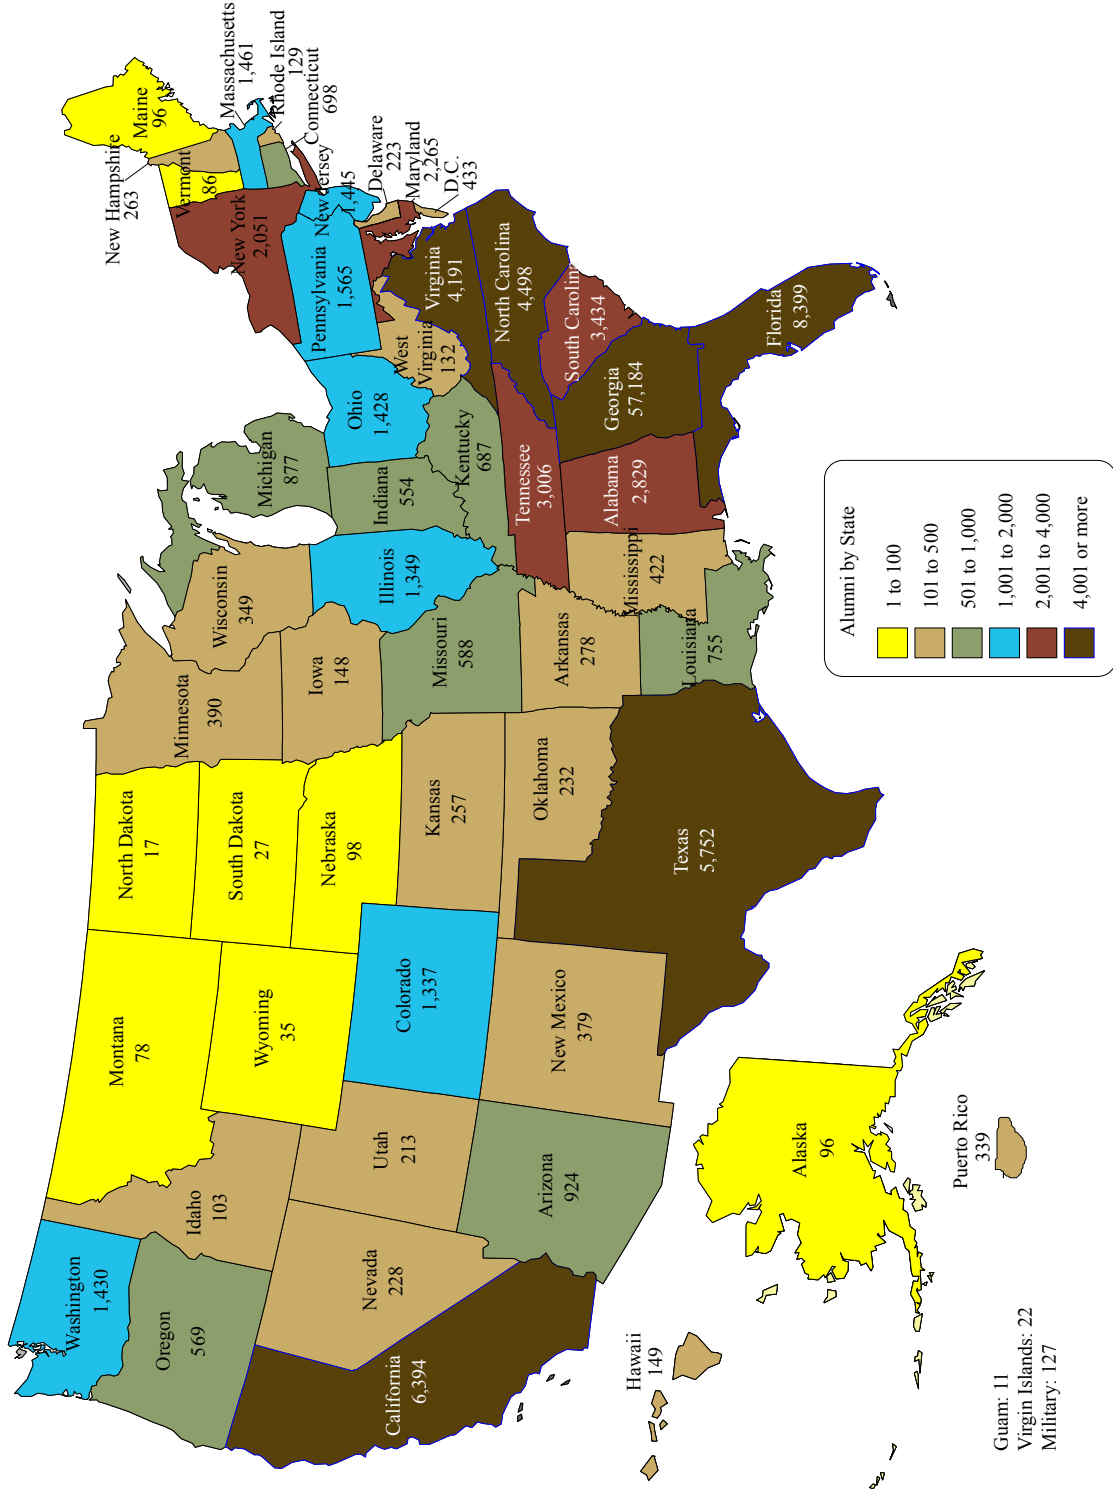 Washington
1,430
Oregon
569
California
6,394
Idaho
103
Nevada
228
Montana
78
Wyoming
35
Utah
213
Arizona
924
Colorado
1,337
New Mexico
379
North Dakota
17
South Dakota
27
Nebraska
98
Kansas
257
Oklahoma
232
Texas
5,752
Minnesota
390
Iowa
148
Missouri
588
Arkansas
278
Louisiana
755
Wisconsin
349
Illinois
1,349
Mississippi
422
Michigan
877
Indiana
554
Kentucky
687
Tennessee
3,006
Alabama
2,829
Ohio
1,428
West
Virginia
132
Georgia
57,184
Florida
8,399
South Carolina
3,434
North Carolina
4,498
Virginia
4,191
Pennsylvania
1,565
New York
2,051
Vermont
86
New Hampshire
263
Maine
96
Massachusetts
1,461
Rhode Island
129
Connecticut
698
New Jersey
1,445
Delaware
223
Maryland
2,265
D.C.
433
Hawaii
149
Alaska
96
Puerto Rico
339
Guam: 11
Virgin Islands: 22
Military: 127
Alumni by State
1 to 100
101 to 500
501 to 1,000
1,001 to 2,000
2,001 to 4,000
4,001 or more